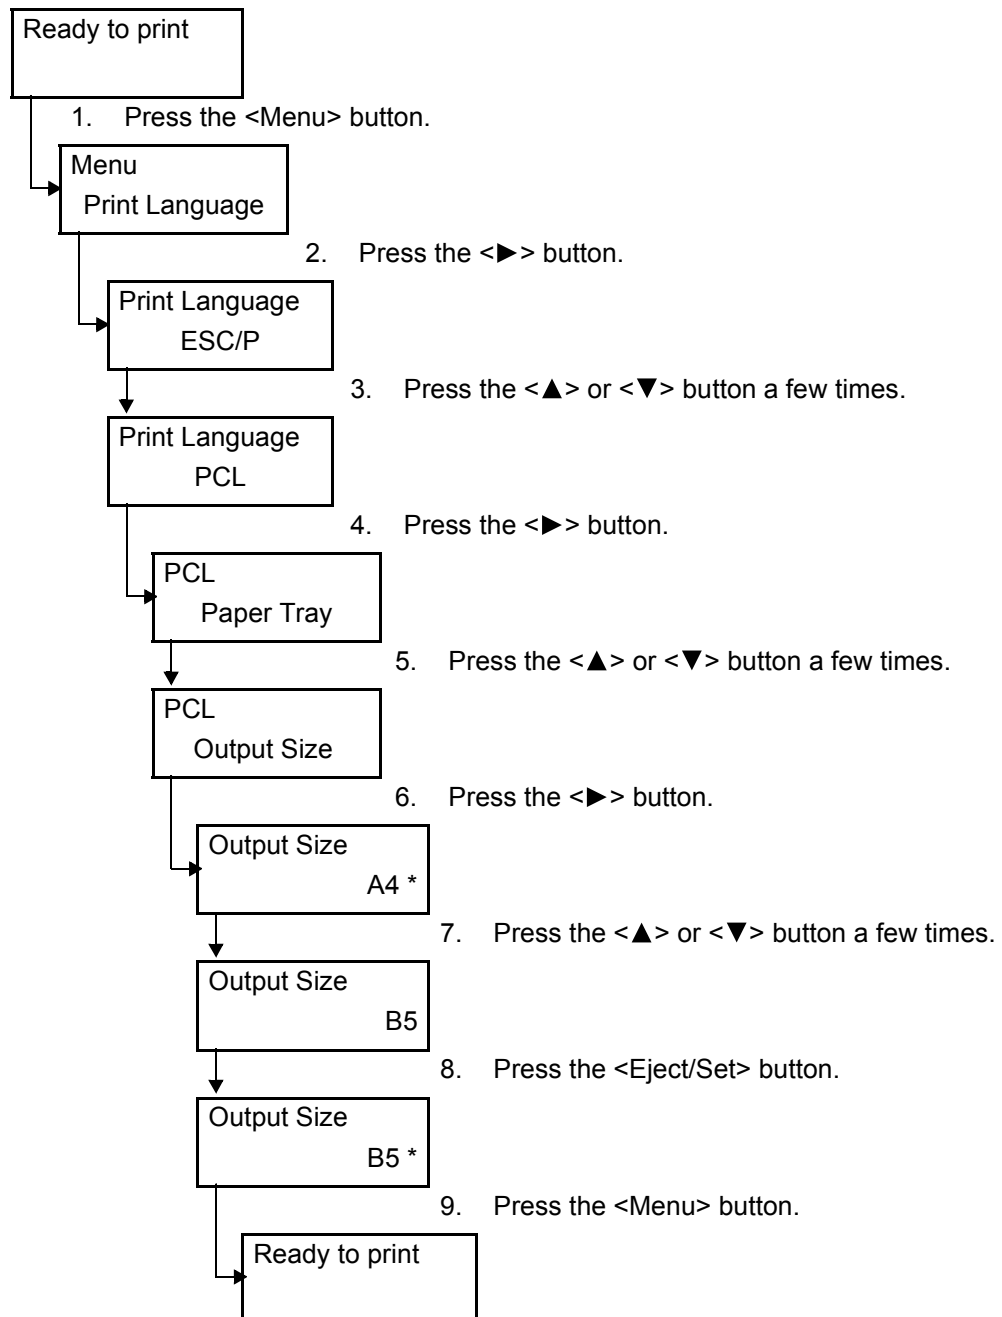 Ready to print
1. Press the <Menu> button.
Menu
Print Language
2. Press the <▶> button.
Print Language
ESC/P
3. Press the <▲> or <▼> button a few times.
Print Language
PCL
4. Press the <▶> button.
PCL
Paper Tray
5. Press the <▲> or <▼> button a few times.
PCL
Output Size
6. Press the <▶> button.
Output Size
A4 *
7. Press the <▲> or <▼> button a few times.
Output Size
B5
8. Press the <Eject/Set> button.
Output Size
B5 *
9. Press the <Menu> button.
Ready to print